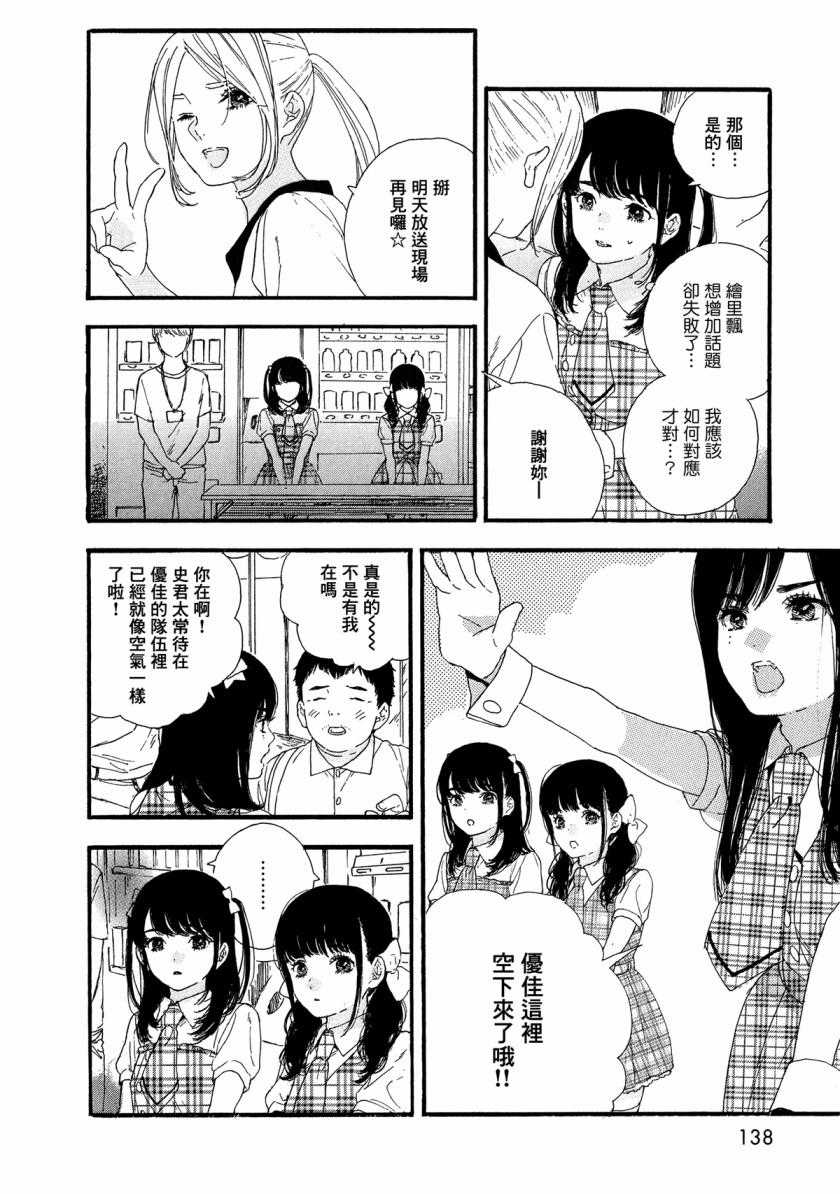 那個…
是的…
繪里飄
想增加話題
卻失敗了…
我應該
如何對應
才對…?
謝謝妳ー
掰
明天放送現場
再見囉☆
優佳這裡
空下來了哦!!
真是的~~~
不是有我
在嗎
你在啊!
史君太常待在
優佳的隊伍裡
已經就像空氣一樣
了啦!
………
138